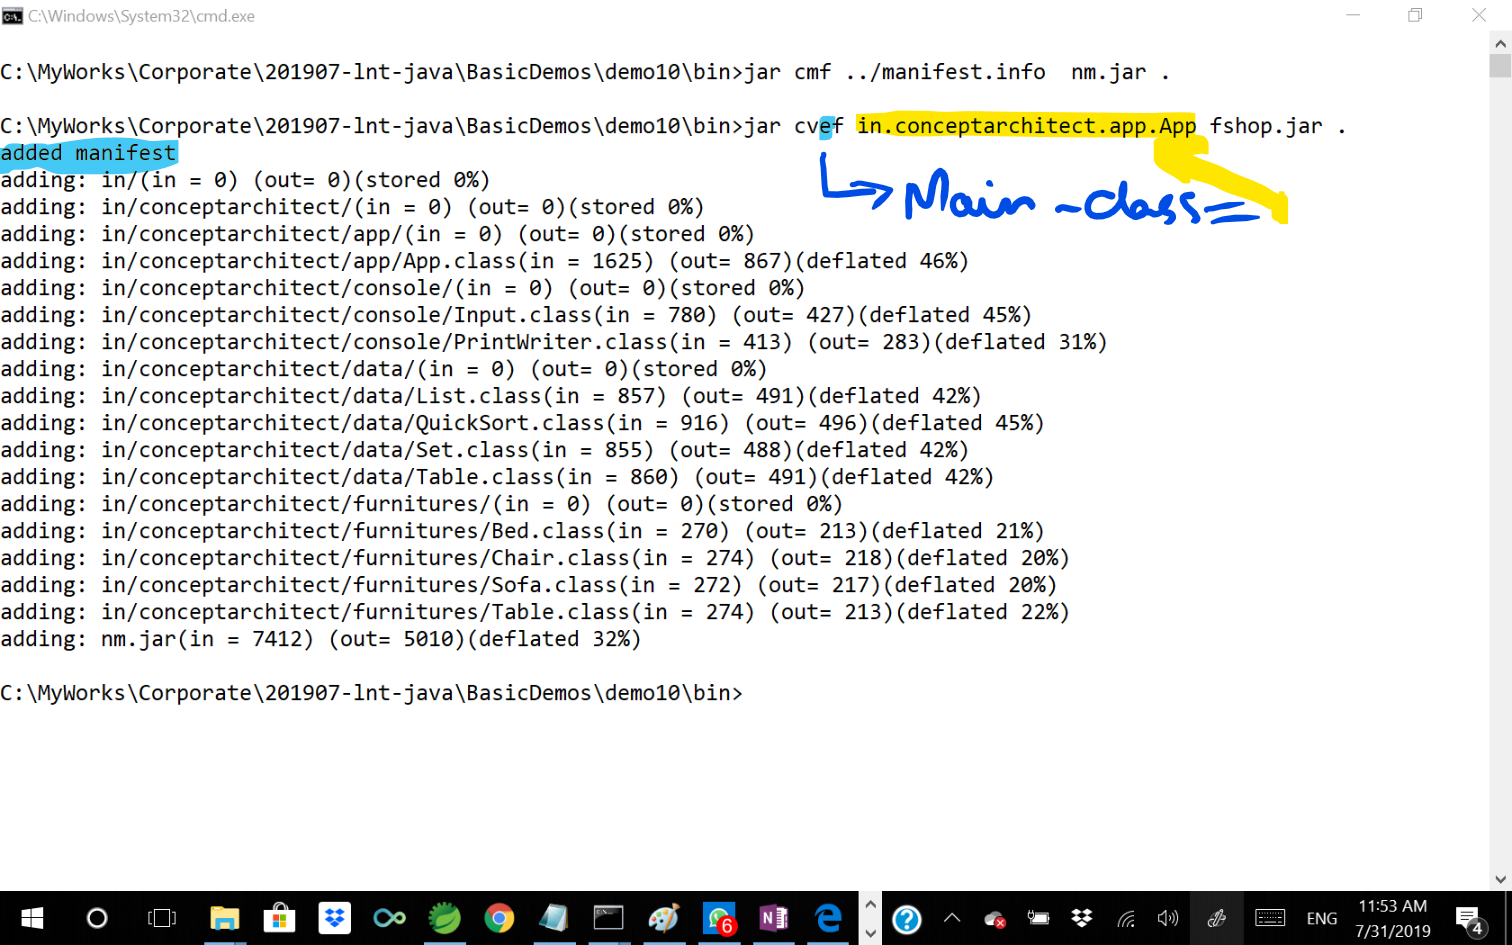 C:\Windows\System32\cmd.exe
C:\MyWorks\Corporate\201907-lnt-java\BasicDemos\demo10\bin>jar cmf ../manifest.info  nm.jar .
C:\MyWorks\Corporate\201907-lnt-java\BasicDemos\demo10\bin>jar cvef in.conceptarchitect.app.App fshop.jar .
added manifest
adding: in/(in = 0) (out= 0)(stored 0%)
Main-class=
adding: in/conceptarchitect/(in = 0) (out= 0)(stored 0%)
adding: in/conceptarchitect/app/(in = 0) (out= 0)(stored 0%)
adding: in/conceptarchitect/app/App.class(in = 1625) (out= 867)(deflated 46%)
adding: in/conceptarchitect/console/(in = 0) (out= 0)(stored 0%)
adding: in/conceptarchitect/console/Input.class(in = 780) (out= 427)(deflated 45%)
adding: in/conceptarchitect/console/PrintWriter.class(in = 413) (out= 283)(deflated 31%)
adding: in/conceptarchitect/data/(in = 0) (out= 0)(stored 0%)
adding: in/conceptarchitect/data/List.class(in = 857) (out= 491)(deflated 42%)
adding: in/conceptarchitect/data/QuickSort.class(in = 916) (out= 496)(deflated 45%)
adding: in/conceptarchitect/data/Set.class(in = 855) (out= 488)(deflated 42%)
adding: in/conceptarchitect/data/Table.class(in = 860) (out= 491)(deflated 42%)
adding: in/conceptarchitect/furnitures/(in = 0) (out= 0)(stored 0%)
adding: in/conceptarchitect/furnitures/Bed.class(in = 270) (out= 213)(deflated 21%)
adding: in/conceptarchitect/furnitures/Chair.class(in = 274) (out= 218)(deflated 20%)
adding: in/conceptarchitect/furnitures/Sofa.class(in = 272) (out= 217)(deflated 20%)
adding: in/conceptarchitect/furnitures/Table.class(in = 274) (out= 213)(deflated 22%)
adding: nm.jar(in = 7412) (out= 5010)(deflated 32%)
C:\MyWorks\Corporate\201907-lnt-java\BasicDemos\demo10\bin>
6
N
ENG
11:53 AM
7/31/2019
4